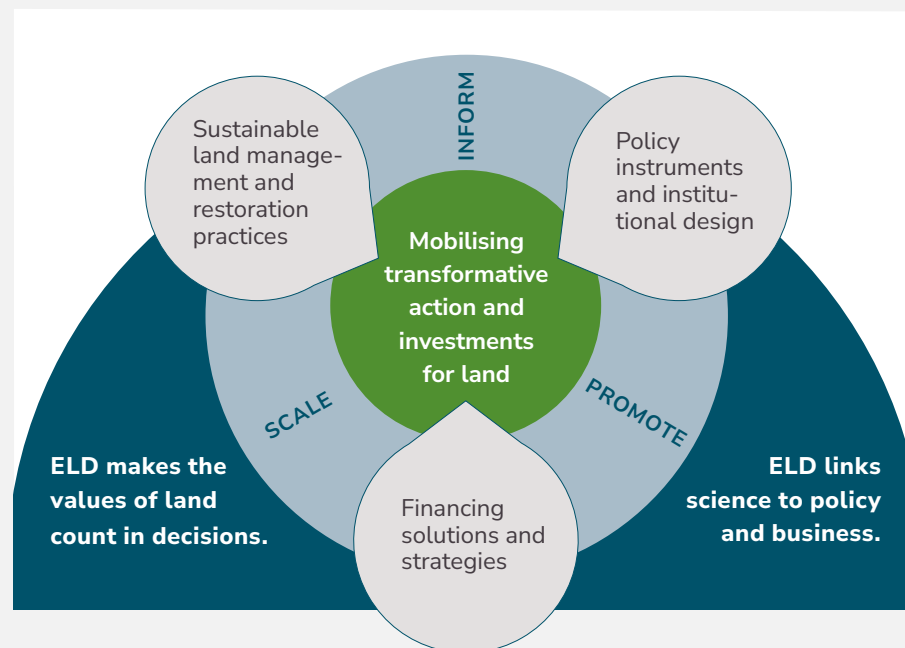 INFORM
Sustainable
land manage-
ment and
restoration
practices
Policy
instruments
and institu-
tional design
Mobilising
transformative
action and
investments
for land
SCALE
PROMOTE
ELD makes the
values of land
count in decisions.
ELD links
science to policy
and business.
Financing
solutions and
strategies